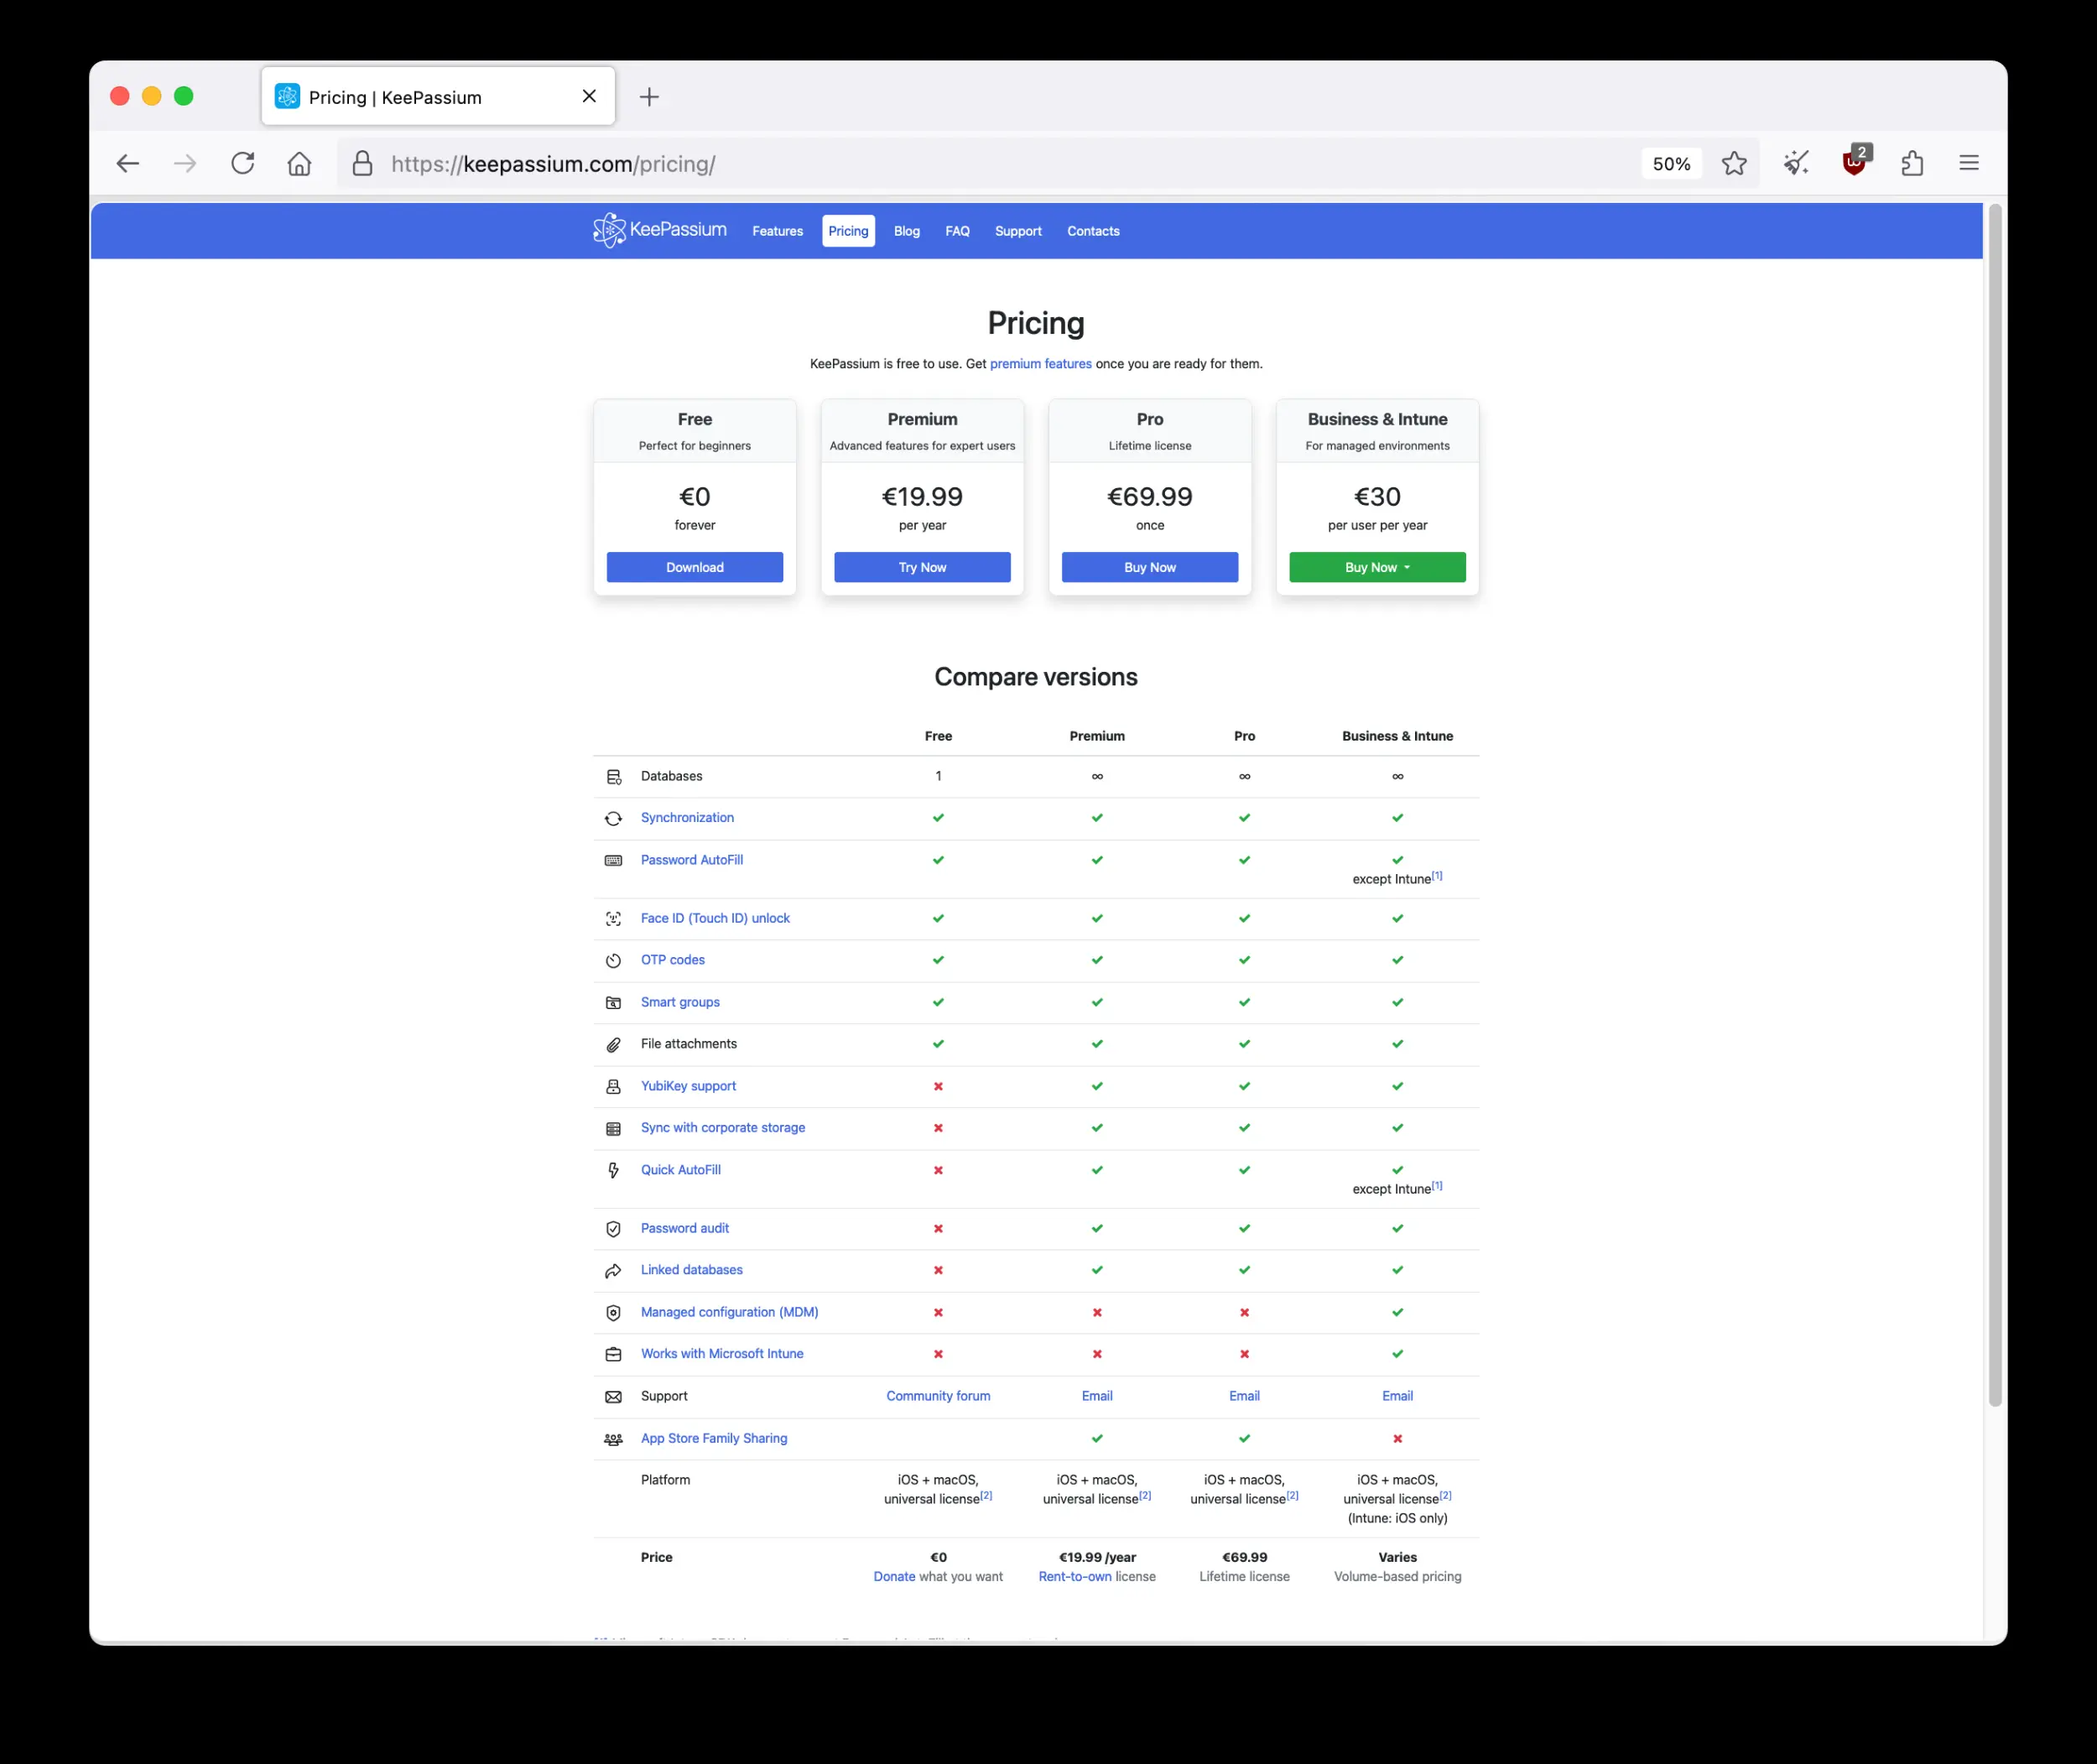 Pricing | KeePassium
https://keepassium.com/pricing/
50%
2
KeePassium Features Pricing Blog FAQ Support Contacts
Pricing
KeePassium is free to use. Get premium features once you are ready for them.
Free
Perfect for beginners
€0
forever
Download
Premium
Advanced features for expert users
€19.99
per year
Try Now
Pro
Lifetime license
€69.99
once
Buy Now
Business & Intune
For managed environments
€30
per user per year
Buy Now
Compare versions
Free Premium Pro Business & Intune
Databases 1 ∞ ∞ ∞
Synchronization ✔ ✔ ✔ ✔
Password AutoFill ✔ ✔ ✔ ✔
except Intune[1]
Face ID (Touch ID) unlock ✔ ✔ ✔ ✔
OTP codes ✔ ✔ ✔ ✔
Smart groups ✔ ✔ ✔ ✔
File attachments ✔ ✔ ✔ ✔
YubiKey support ✖ ✔ ✔ ✔
Sync with corporate storage ✖ ✔ ✔ ✔
Quick AutoFill ✖ ✔ ✔ ✔
except Intune[1]
Password audit ✖ ✔ ✔ ✔
Linked databases ✖ ✔ ✔ ✔
Managed configuration (MDM) ✖ ✖ ✖ ✔
Works with Microsoft Intune ✖ ✖ ✖ ✔
Support Community forum Email Email Email
App Store Family Sharing ✔ ✔ ✖
Platform iOS + macOS, iOS + macOS, iOS + macOS, iOS + macOS,
universal license[2] universal license[2] universal license[2] universal license[2]
(Intune: iOS only)
Price €0 €19.99 /year €69.99 Varies
Donate what you want Rent-to-own license Lifetime license Volume-based pricing